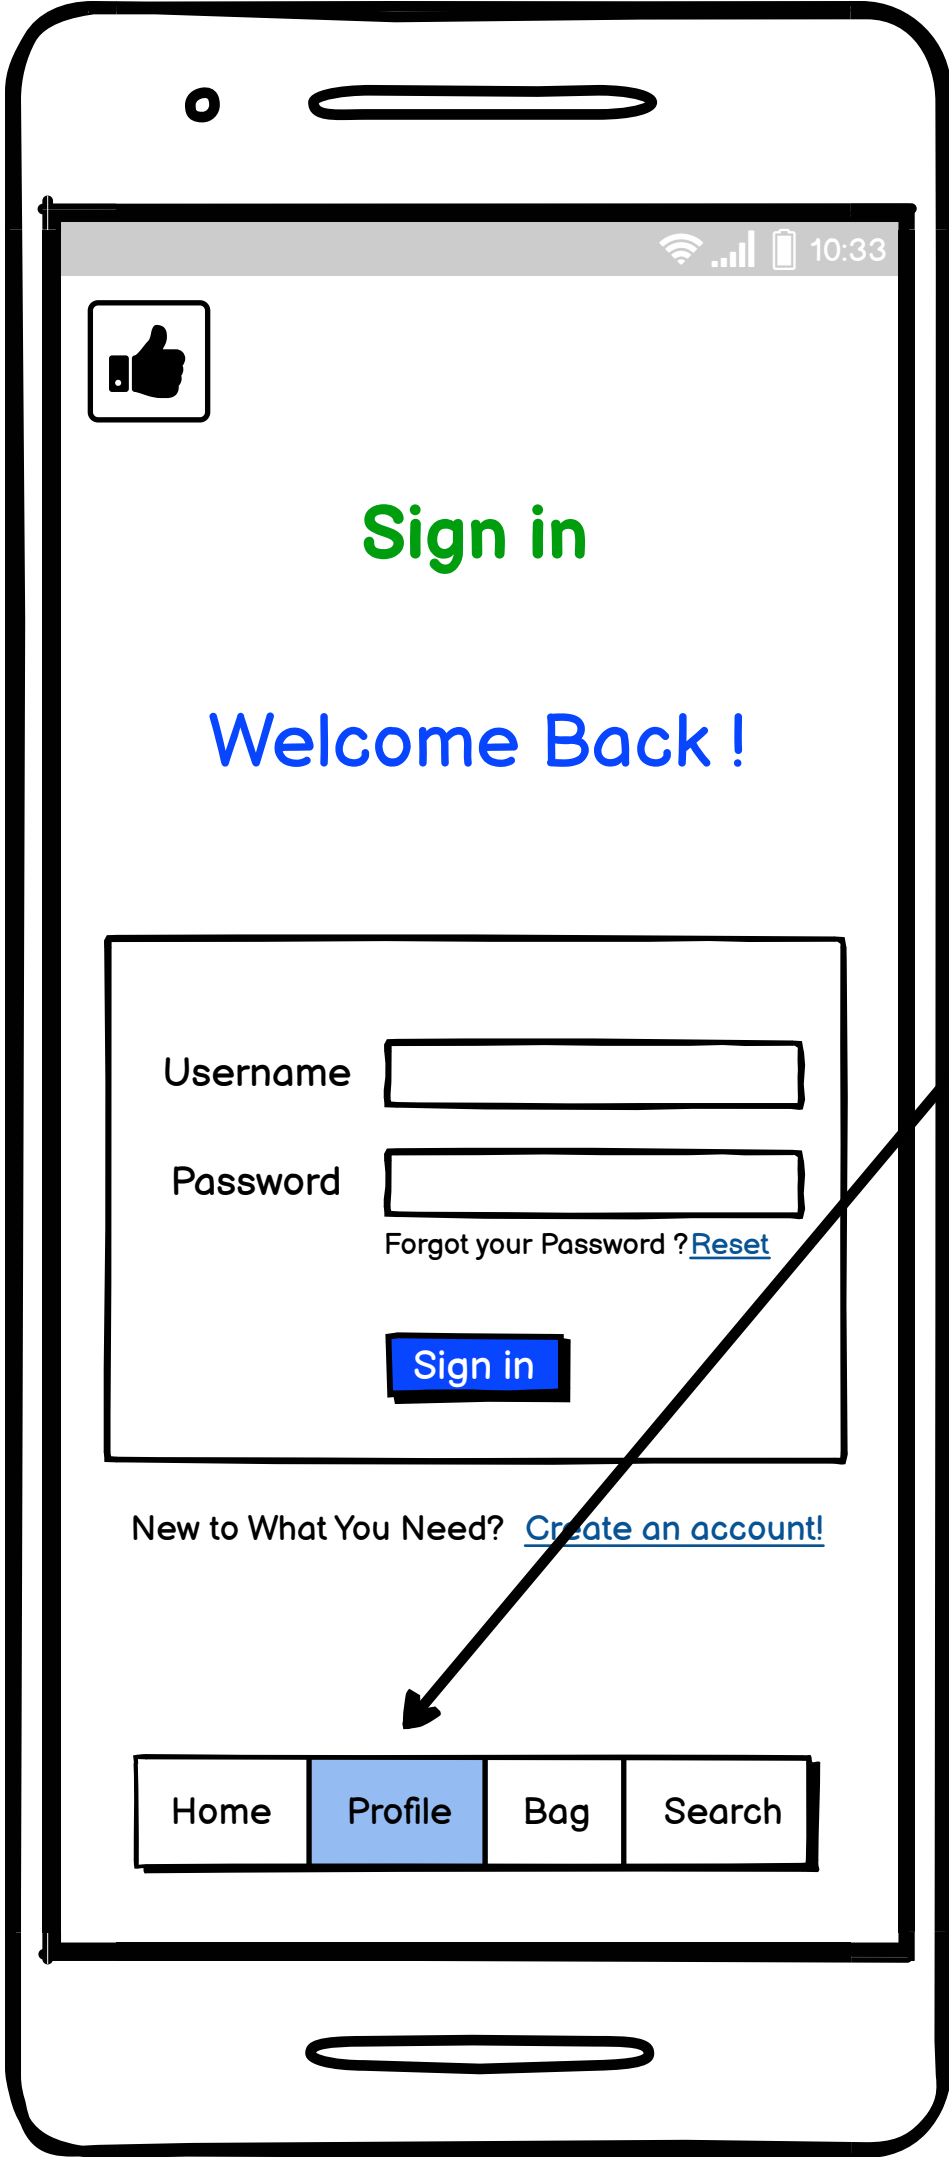 10:33
Sign in
Welcome Back !
Username
Password
Forgot your Password ? Reset
Sign in
New to What You Need? Create an account!
Home Profile Bag Search